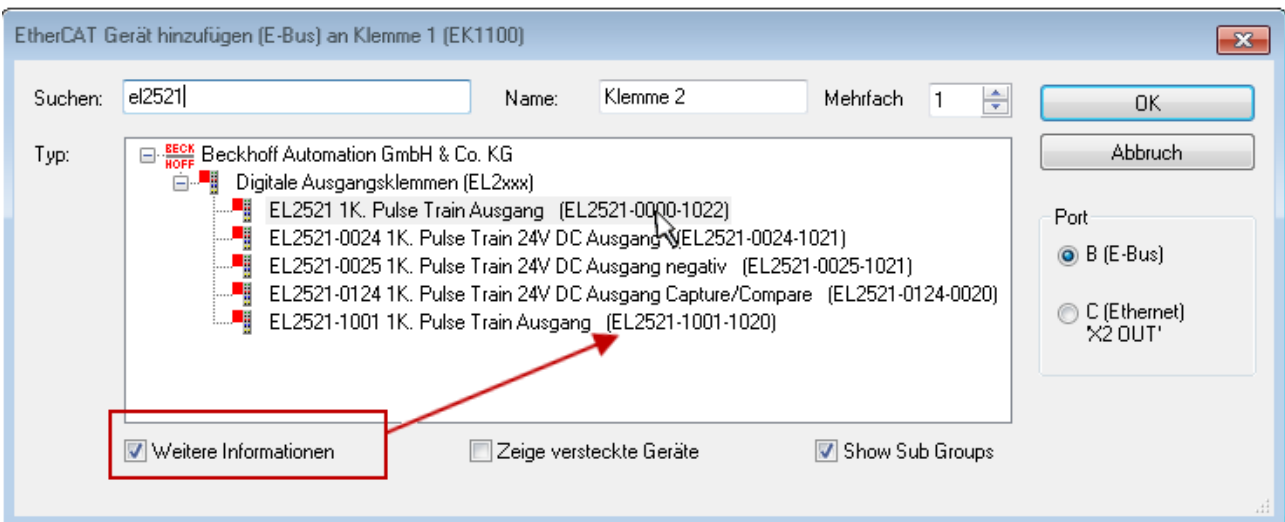 EtherCAT Gerät hinzufügen (E-Bus) an Klemme 1 (EK1100)
Suchen: el2521 Name: Klemme 2 Mehrfach 1 OK
Abbruch
Typ: BECKHOFF Beckhoff Automation GmbH & Co. KG
Digitale Ausgangsklemmen (EL2xxx)
EL2521 1K. Pulse Train Ausgang (EL2521-0000-1022)
EL2521-0024 1K. Pulse Train 24V DC Ausgang (EL2521-0024-1021)
EL2521-0025 1K. Pulse Train 24V DC Ausgang negativ (EL2521-0025-1021)
EL2521-0124 1K. Pulse Train 24V DC Ausgang Capture/Compare (EL2521-0124-0020)
EL2521-1001 1K. Pulse Train Ausgang (EL2521-1001-1020)
Port
B (E-Bus)
C (Ethernet)
'X2 OUT'
Weitere Informationen Zeige versteckte Geräte Show Sub Groups